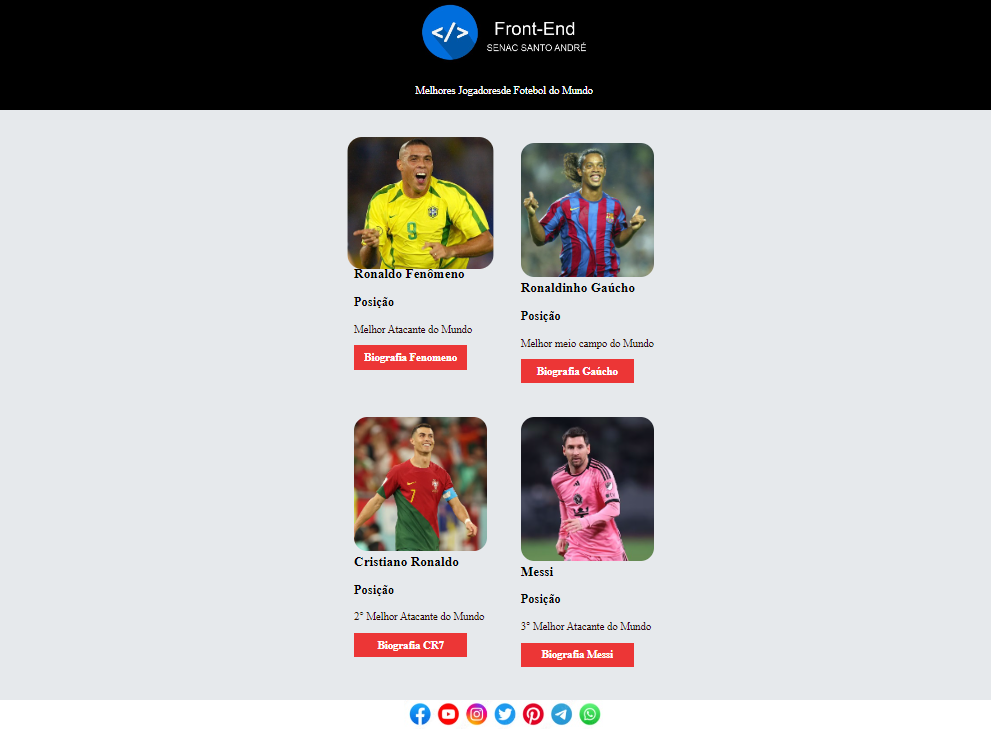 </>
Front-End
SENAC SANTO ANDRÉ
Melhores Jogadoresde Fotebol do Mundo
9
Ronaldo Fenômeno
Posição
Melhor Atacante do Mundo
Biografia Fenomeno
Ronaldinho Gaúcho
Posição
Melhor meio campo do Mundo
Biografia Gaúcho
7
Cristiano Ronaldo
Posição
2° Melhor Atacante do Mundo
Biografia CR7
Messi
Posição
3° Melhor Atacante do Mundo
Biografia Messi